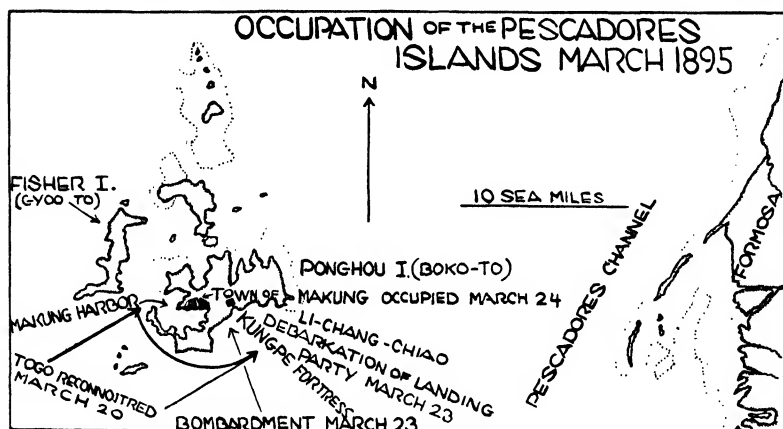 OCCUPATION OF THE PESCADORES
ISLANDS MARCH 1895
N
FISHER I.
(GYOO-TO)
10 SEA MILES
PESCADORES CHANNEL
FORMOSA
PONGHOU I. (BOKO-TO)
TOWN OF
MAKUNG OCCUPIED MARCH 24
MAKUNG HARBOR
LI-CHANG-CHIAO
DEBARKATION OF LANDING
PARTY MARCH 23
KUNGPE FORTRESS
TOGO RECONNOITRED
MARCH 20
BOMBARDMENT MARCH 23